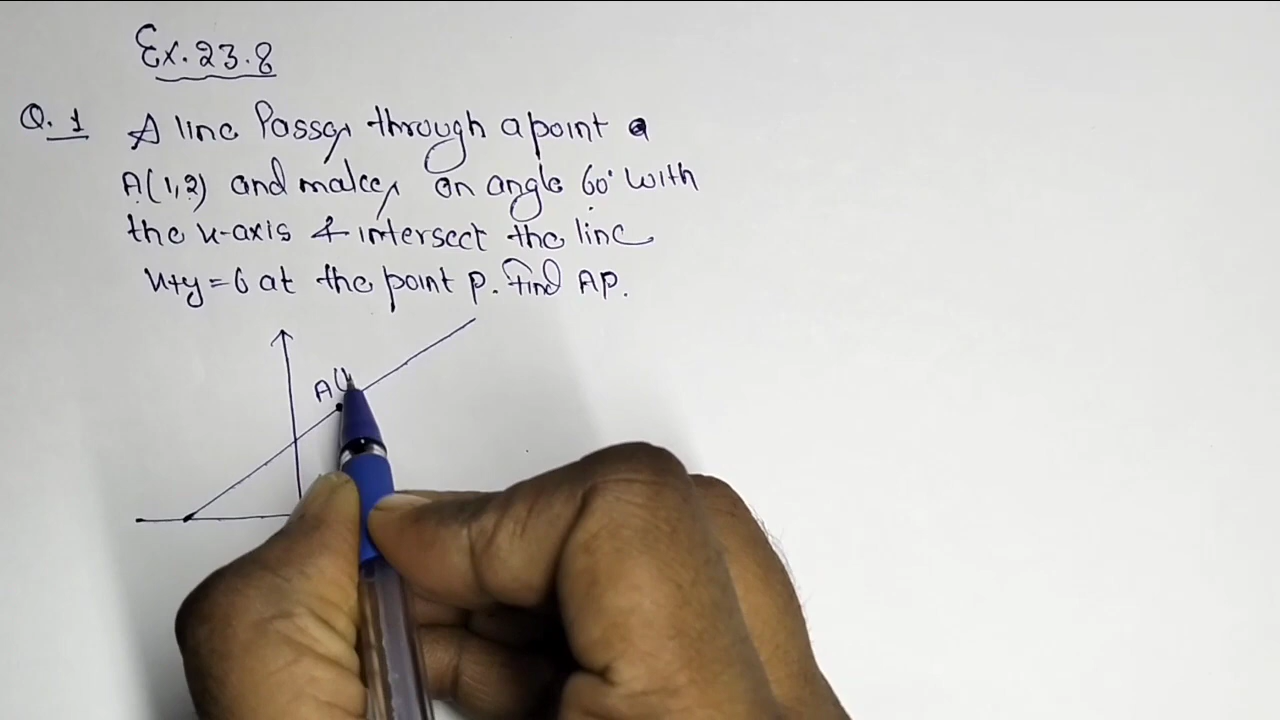 Ex. 23.8
Q. 1 A line Passes through a point
A(1,2) and makes an angle 60° with
the x-axis & intersect the line
x+y=6 at the point P. Find AP.
A(1